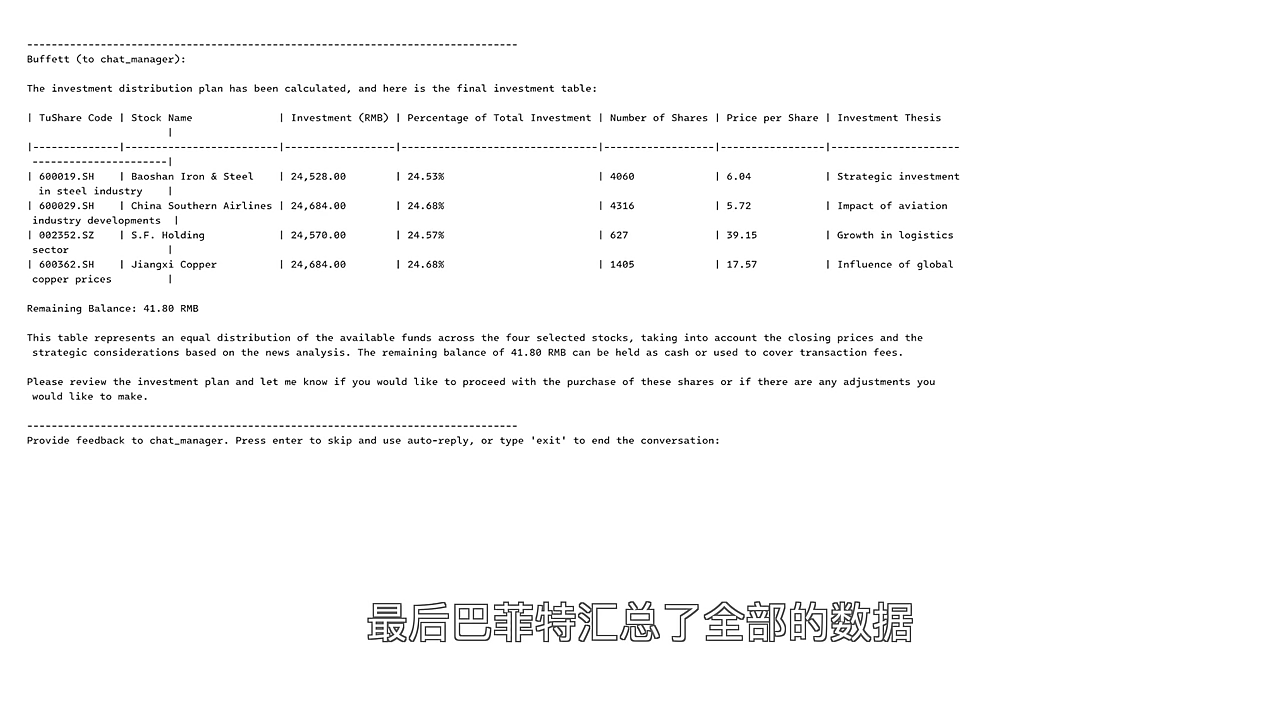 --------------------------------------------------------------------------------
Buffett (to chat_manager):
The investment distribution plan has been calculated, and here is the final investment table:
| TuShare Code | Stock Name              | Investment (RMB) | Percentage of Total Investment | Number of Shares | Price per Share | Investment Thesis
                       |
|--------------|-------------------------|------------------|--------------------------------|------------------|-----------------|---------------------
 ----------------------|
| 600019.SH    | Baoshan Iron & Steel    | 24,528.00        | 24.53%                         | 4060             | 6.04            | Strategic investment
  in steel industry    |
| 600029.SH    | China Southern Airlines | 24,684.00        | 24.68%                         | 4316             | 5.72            | Impact of aviation
 industry developments  |
| 002352.SZ    | S.F. Holding            | 24,570.00        | 24.57%                         | 627              | 39.15           | Growth in logistics
 sector                |
| 600362.SH    | Jiangxi Copper          | 24,684.00        | 24.68%                         | 1405             | 17.57           | Influence of global
 copper prices         |
Remaining Balance: 41.80 RMB
This table represents an equal distribution of the available funds across the four selected stocks, taking into account the closing prices and the
 strategic considerations based on the news analysis. The remaining balance of 41.80 RMB can be held as cash or used to cover transaction fees.
Please review the investment plan and let me know if you would like to proceed with the purchase of these shares or if there are any adjustments you
 would like to make.
--------------------------------------------------------------------------------
Provide feedback to chat_manager. Press enter to skip and use auto-reply, or type 'exit' to end the conversation:
最后巴菲特汇总了全部的数据